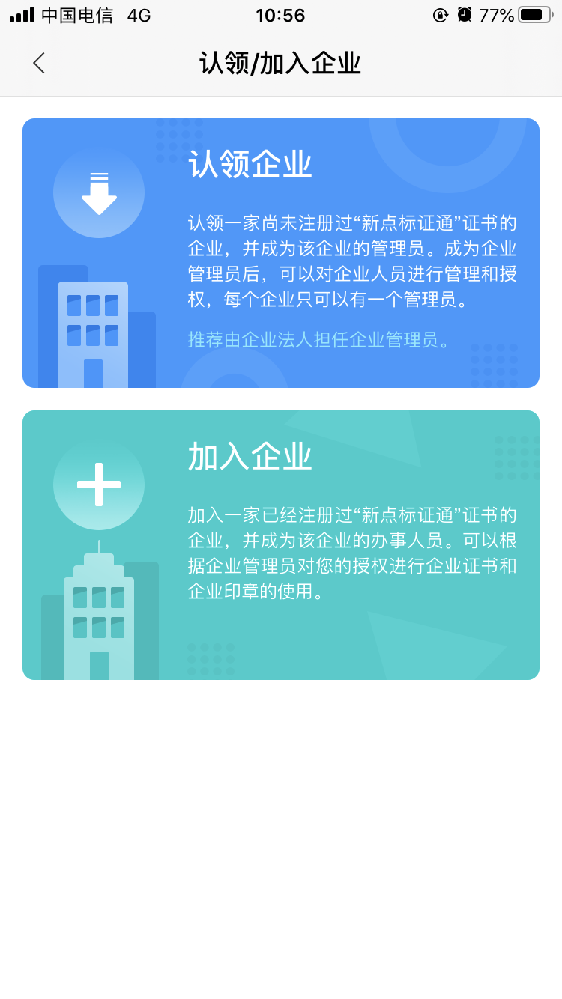 中国电信 4G 10:56 77%
认领/加入企业
认领企业
认领一家尚未注册过“新点标证通”证书的
企业，并成为该企业的管理员。成为企业
管理员后，可以对企业人员进行管理和授
权，每个企业只可以有一个管理员。
推荐由企业法人担任企业管理员。
加入企业
加入一家已经注册过“新点标证通”证书的
企业，并成为该企业的办事人员。可以根
据企业管理员对您的授权进行企业证书和
企业印章的使用。